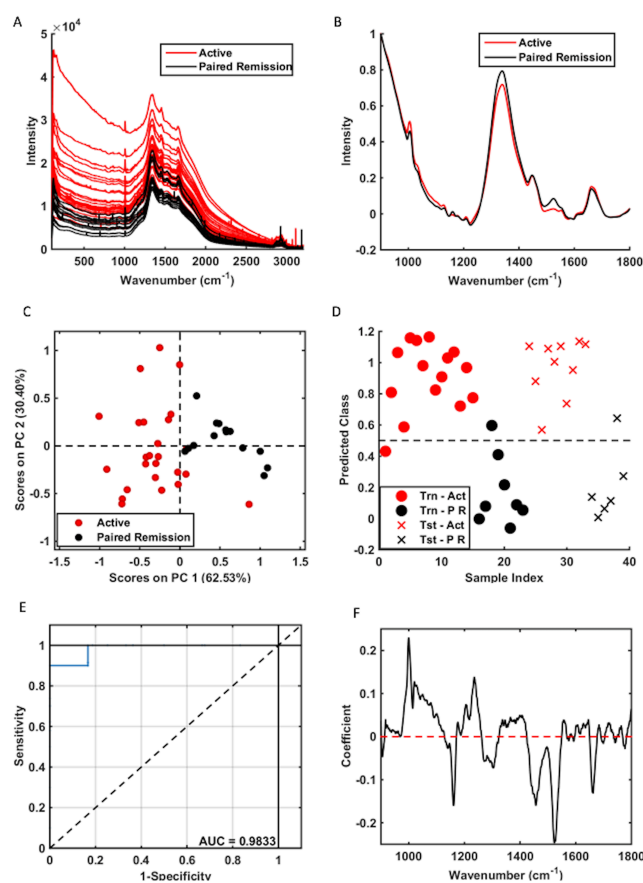 A
×10⁴
5
4
3
2
1
0
Intensity
Active
Paired Remission
500 1000 1500 2000 2500 3000
Wavenumber (cm⁻¹)
B
1
0.8
0.6
0.4
0.2
0
-0.2
Intensity
Active
Paired Remission
1000 1200 1400 1600 1800
Wavenumber (cm⁻¹)
C
1
0.5
0
-0.5
-1
Scores on PC 2 (30.40%)
Active
Paired Remission
-1.5 -1 -0.5 0 0.5 1 1.5
Scores on PC 1 (62.53%)
D
1.4
1.2
1
0.8
0.6
0.4
0.2
0
-0.2
Predicted Class
Trn - Act
Trn - P R
Tst - Act
Tst - P R
0 10 20 30 40
Sample Index
E
1
0.8
0.6
0.4
0.2
0
Sensitivity
AUC = 0.9833
0 0.2 0.4 0.6 0.8 1
1-Specificity
F
0.2
0.1
0
-0.1
-0.2
Coefficient
1000 1200 1400 1600 1800
Wavenumber (cm⁻¹)